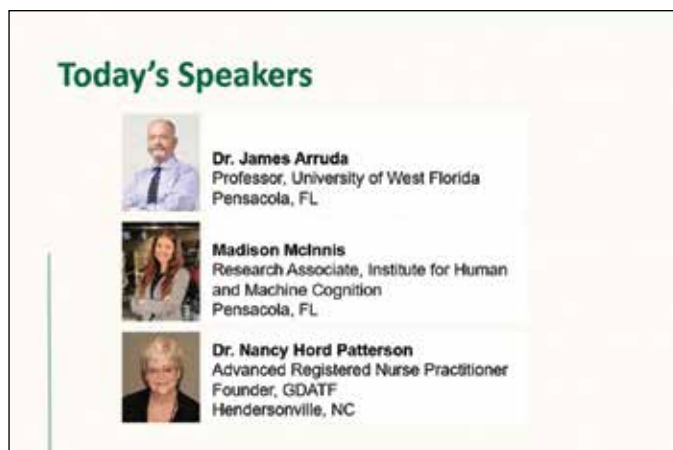 Today's Speakers
Dr. James Arruda
Professor, University of West Florida
Pensacola, FL
Madison McInnis
Research Associate, Institute for Human
and Machine Cognition
Pensacola, FL
Dr. Nancy Hord Patterson
Advanced Registered Nurse Practitioner
Founder, GDATF
Hendersonville, NC